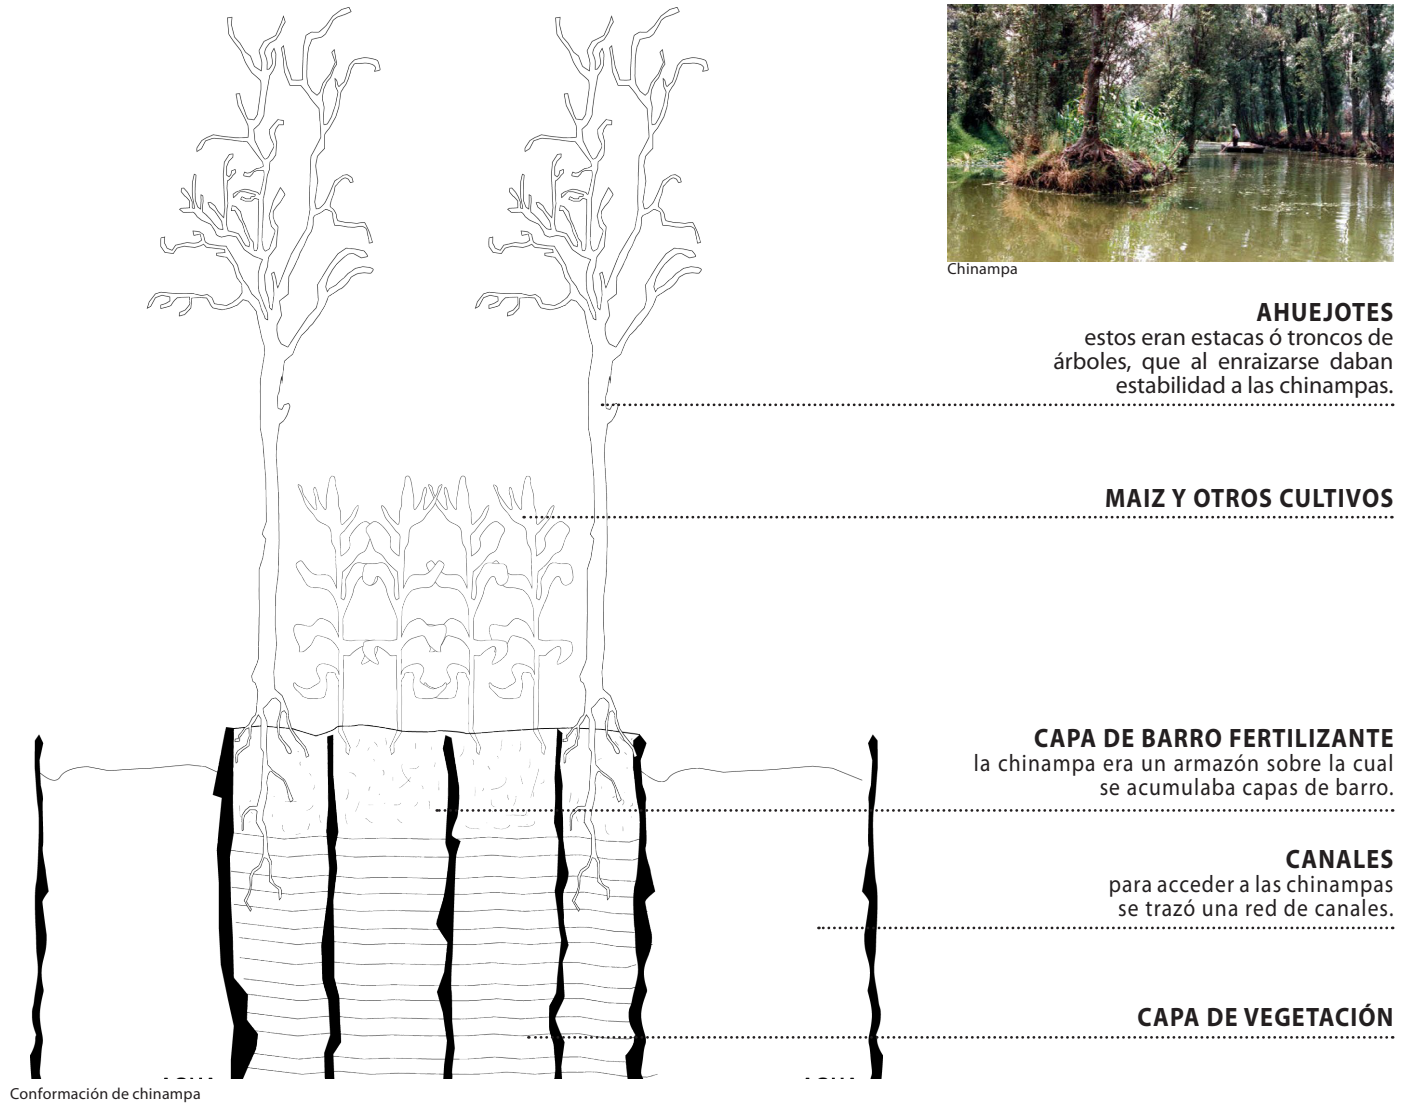 Chinampa
AHUEJOTES
estos eran estacas ó troncos de
árboles, que al enraizarse daban
estabilidad a las chinampas.
MAIZ Y OTROS CULTIVOS
CAPA DE BARRO FERTILIZANTE
la chinampa era un armazón sobre la cual
se acumulaba capas de barro.
CANALES
para acceder a las chinampas
se trazó una red de canales.
CAPA DE VEGETACIÓN
Conformación de chinampa